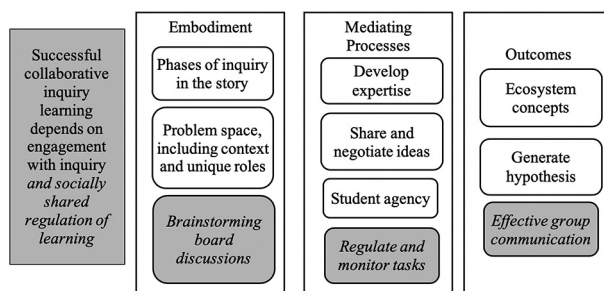 Successful
collaborative
inquiry
learning
depends on
engagement
with inquiry
and socially
shared
regulation of
learning
Embodiment
Phases of inquiry
in the story
Problem space,
including context
and unique roles
Brainstorming
board
discussions
Mediating
Processes
Develop
expertise
Share and
negotiate ideas
Student agency
Regulate and
monitor tasks
Outcomes
Ecosystem
concepts
Generate
hypothesis
Effective group
communication